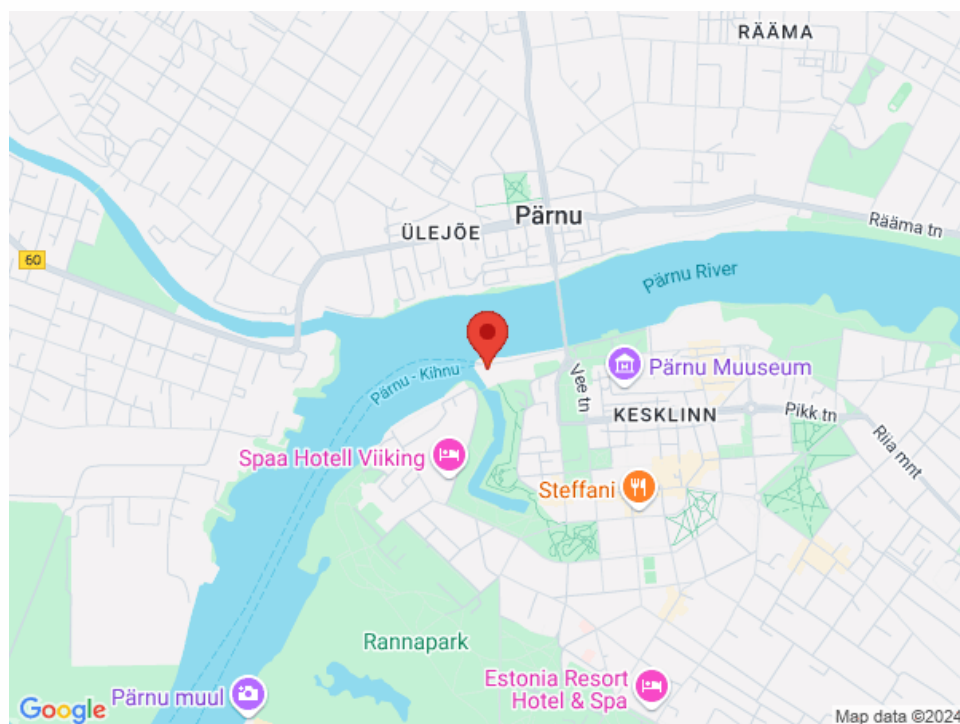 RÄÄMA
Pärnu
ÜLEJÕE
Rääma tn
60
Pärnu River
Pärnu - Kihnu
Vee tn
Pärnu Muuseum
KESKLINN
Pikk tn
Riia mnt
Spaa Hotell Viiking
Steffani
Rannapark
Estonia Resort
Hotel & Spa
Pärnu muul
Google
Map data ©2024